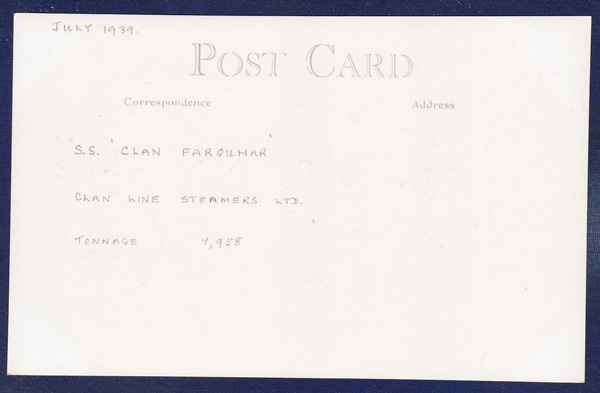 JULY 1939.
POST CARD
Correspondence
Address
S.S. "CLAN FARQUHAR"
CLAN LINE STEAMERS LTD.
TONNAGE 7,958